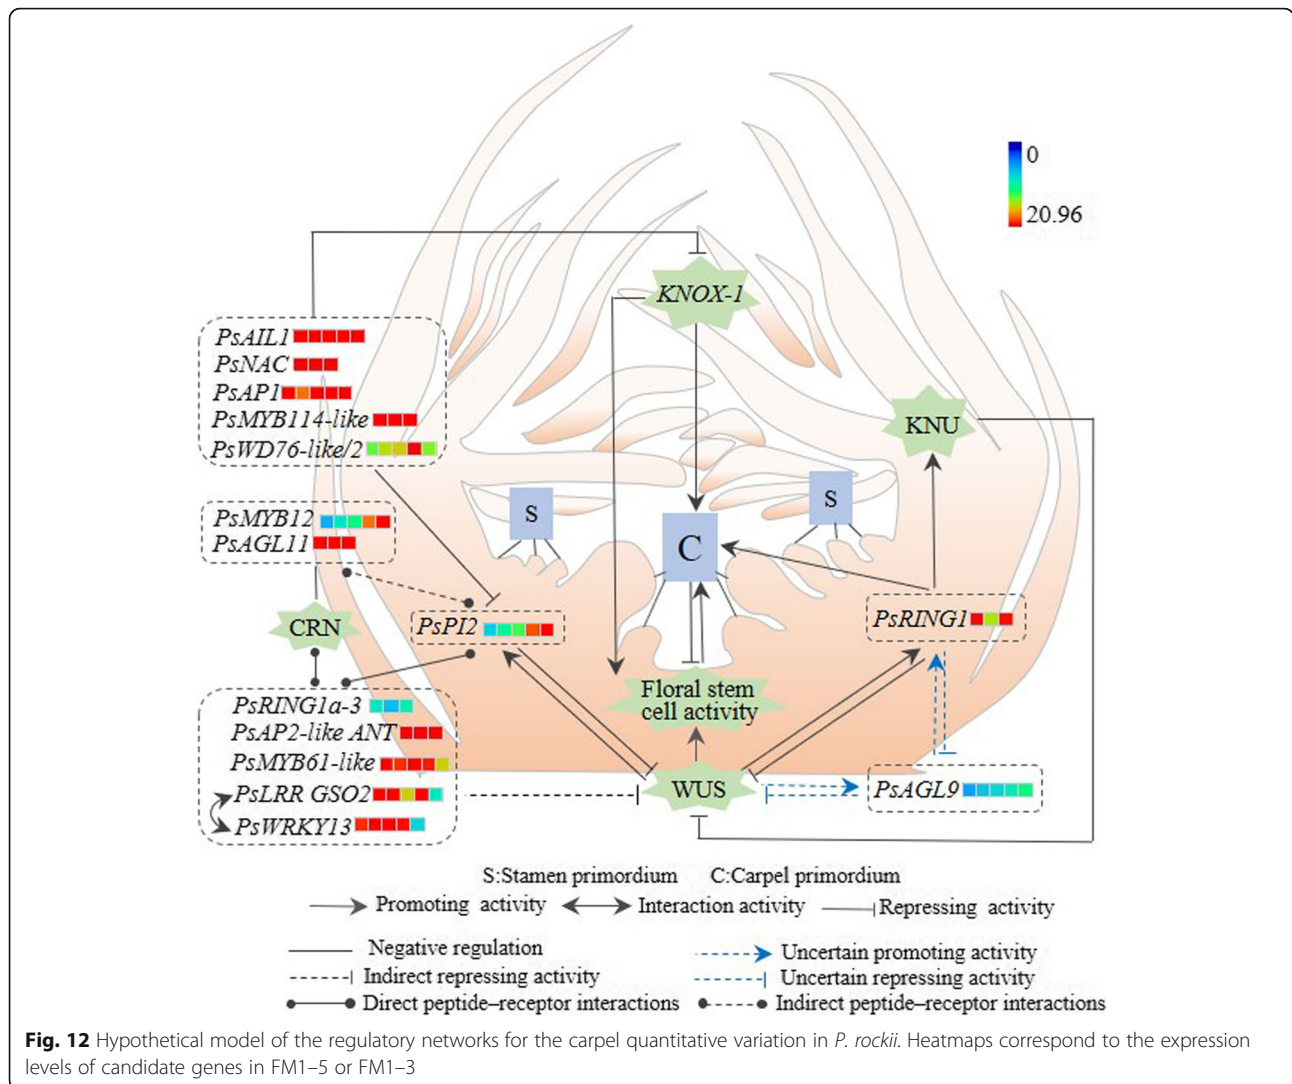 0
20.96
KNOX-1
PsAIL1
PsNAC
PsAP1
PsMYB114-like
PsWD76-like/2
KNU
S
S
C
PsMYB12
PsAGL11
CRN
PsPI2
PsRING1
Floral stem
cell activity
PsRING1a-3
PsAP2-like ANT
PsMYB61-like
PsLRR GSO2
PsWRKY13
WUS
PsAGL9
S:Stamen primordium C:Carpel primordium
Promoting activity Interaction activity Repressing activity
Negative regulation Uncertain promoting activity
Indirect repressing activity Uncertain repressing activity
Direct peptide–receptor interactions Indirect peptide–receptor interactions
Fig. 12 Hypothetical model of the regulatory networks for the carpel quantitative variation in P. rockii. Heatmaps correspond to the expression
levels of candidate genes in FM1–5 or FM1–3